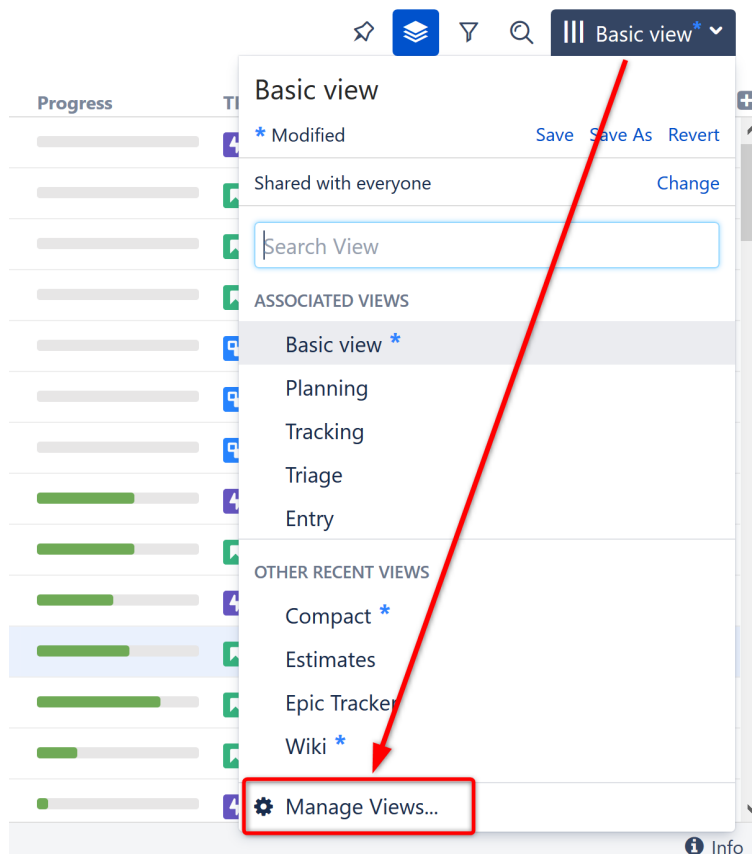 Basic view*
Progress
Basic view
* Modified Save Save As Revert
Shared with everyone Change
Search View
ASSOCIATED VIEWS
Basic view *
Planning
Tracking
Triage
Entry
OTHER RECENT VIEWS
Compact *
Estimates
Epic Tracker
Wiki *
Manage Views...
Info